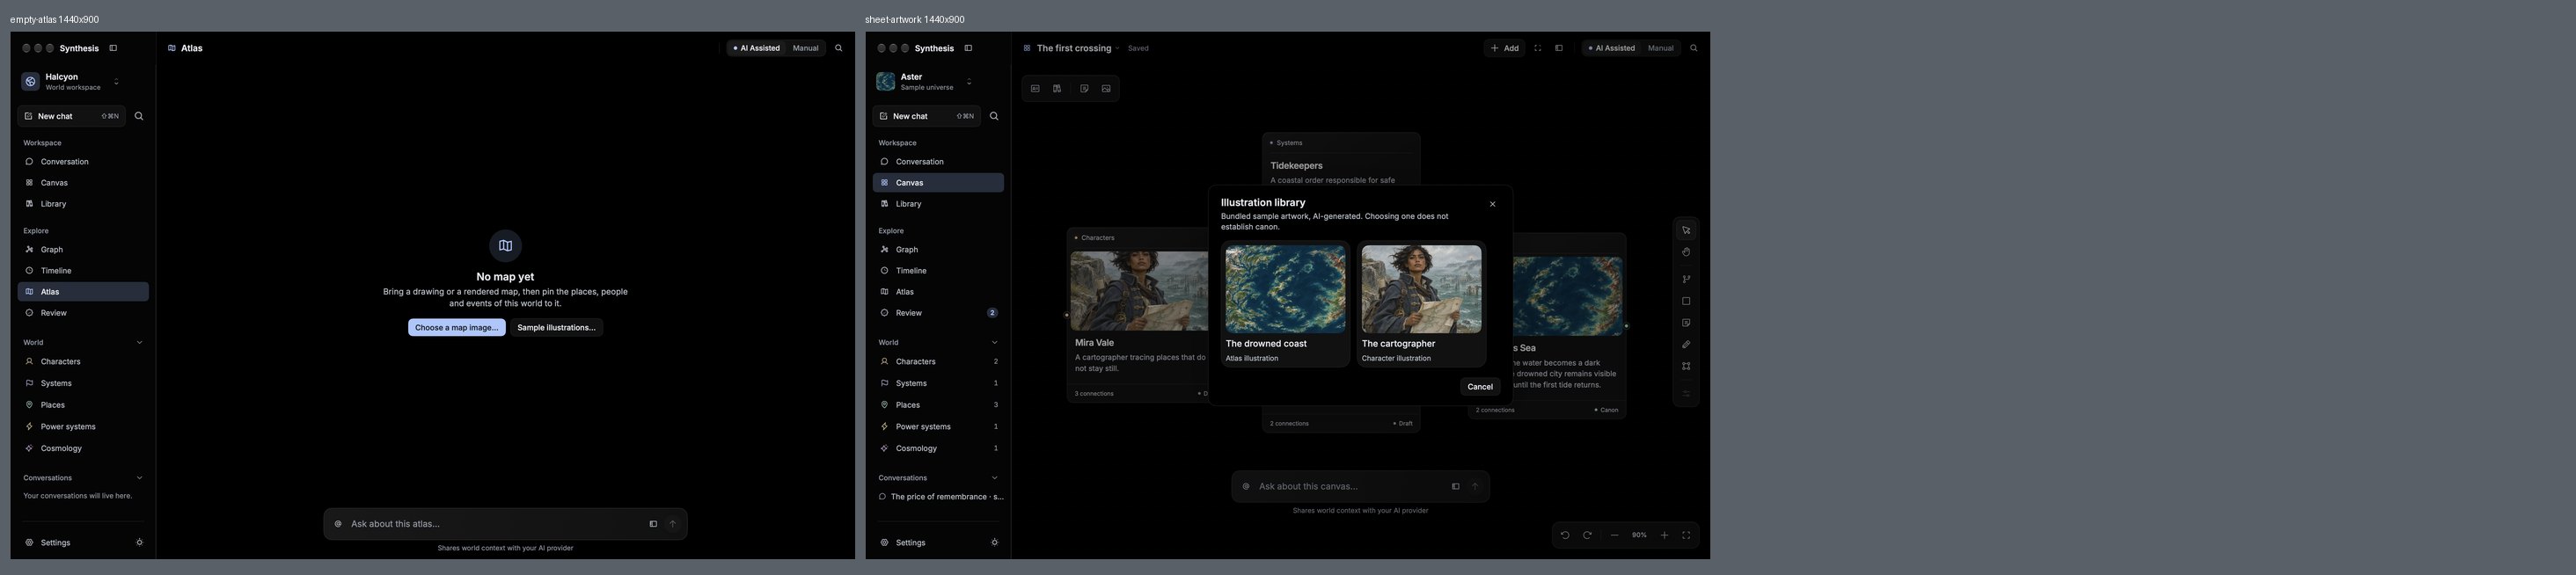 empty-atlas 1440x900
Synthesis
Atlas
AI Assisted
Manual
Halcyon
World workspace
New chat
⇧⌘N
Workspace
Conversation
Canvas
Library
Explore
Graph
Timeline
Atlas
Review
World
Characters
Systems
Places
Power systems
Cosmology
Conversations
Your conversations will live here.
Settings
No map yet
Bring a drawing or a rendered map, then pin the places, people
and events of this world to it.
Choose a map image...
Sample illustrations...
@ Ask about this atlas...
Shares world context with your AI provider
sheet-artwork 1440x900
Synthesis
The first crossing
Saved
Add
AI Assisted
Manual
Aster
Sample universe
New chat
⇧⌘N
Workspace
Conversation
Canvas
Library
Explore
Graph
Timeline
Atlas
Review 2
World
Characters 2
Systems 1
Places 3
Power systems 1
Cosmology 1
Conversations
The price of remembrance · s...
Settings
Systems
Tidekeepers
A coastal order responsible for safe
Characters
Mira Vale
A cartographer tracing places that do
not stay still.
3 connections
D
Illustration library
Bundled sample artwork, AI-generated. Choosing one does not
establish canon.
The drowned coast
Atlas illustration
The cartographer
Character illustration
Cancel
2 connections
Draft
s Sea
he water becomes a dark
drowned city remains visible
until the first tide returns.
2 connections
Canon
@ Ask about this canvas...
Shares world context with your AI provider
90%